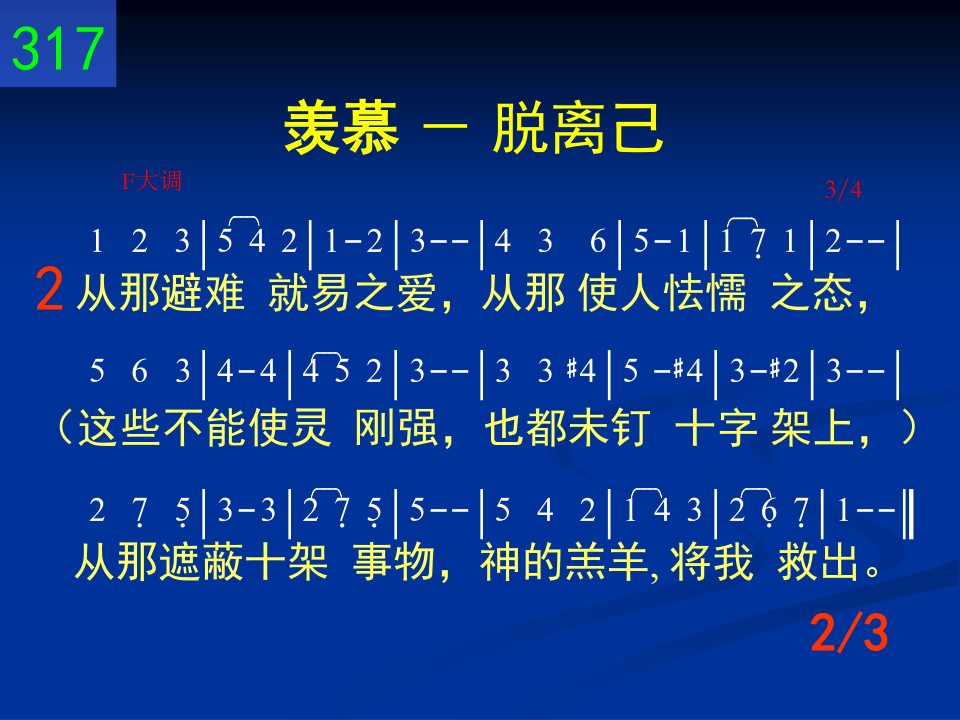 317
羡慕 － 脱离己
F大调 3/4
1 2 3|5 4 2|1-2|3--|4 3 6|5-1|1 7̣ 1|2--|
2 从那避难 就易之爱，从那 使人怯懦 之态，
5 6 3|4-4|4 5 2|3--|3 3 #4|5 -#4|3-#2|3--|
（这些不能使灵 刚强，也都未钉 十字 架上，）
2 7̣ 5̣|3-3|2 7̣ 5̣|5--|5 4 2|1 4 3|2 6̣ 7̣|1--‖
从那遮蔽十架 事物，神的羔羊, 将我 救出。
2/3